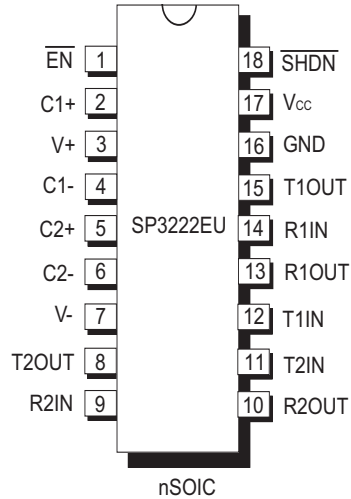 EN 1 18 SHDN
C1+ 2 17 Vcc
V+ 3 16 GND
C1- 4 15 T1OUT
C2+ 5 SP3222EU 14 R1IN
C2- 6 13 R1OUT
V- 7 12 T1IN
T2OUT 8 11 T2IN
R2IN 9 10 R2OUT
nSOIC